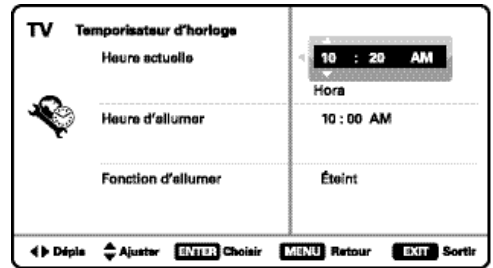 TV Temporisateur d'horloge
Heure actuelle 10 : 20 AM
Hora
Heure d'allumer 10 : 00 AM
Fonction d'allumer Éteint
Dépla Ajuster ENTER Choisir MENU Retour EXIT Sortir